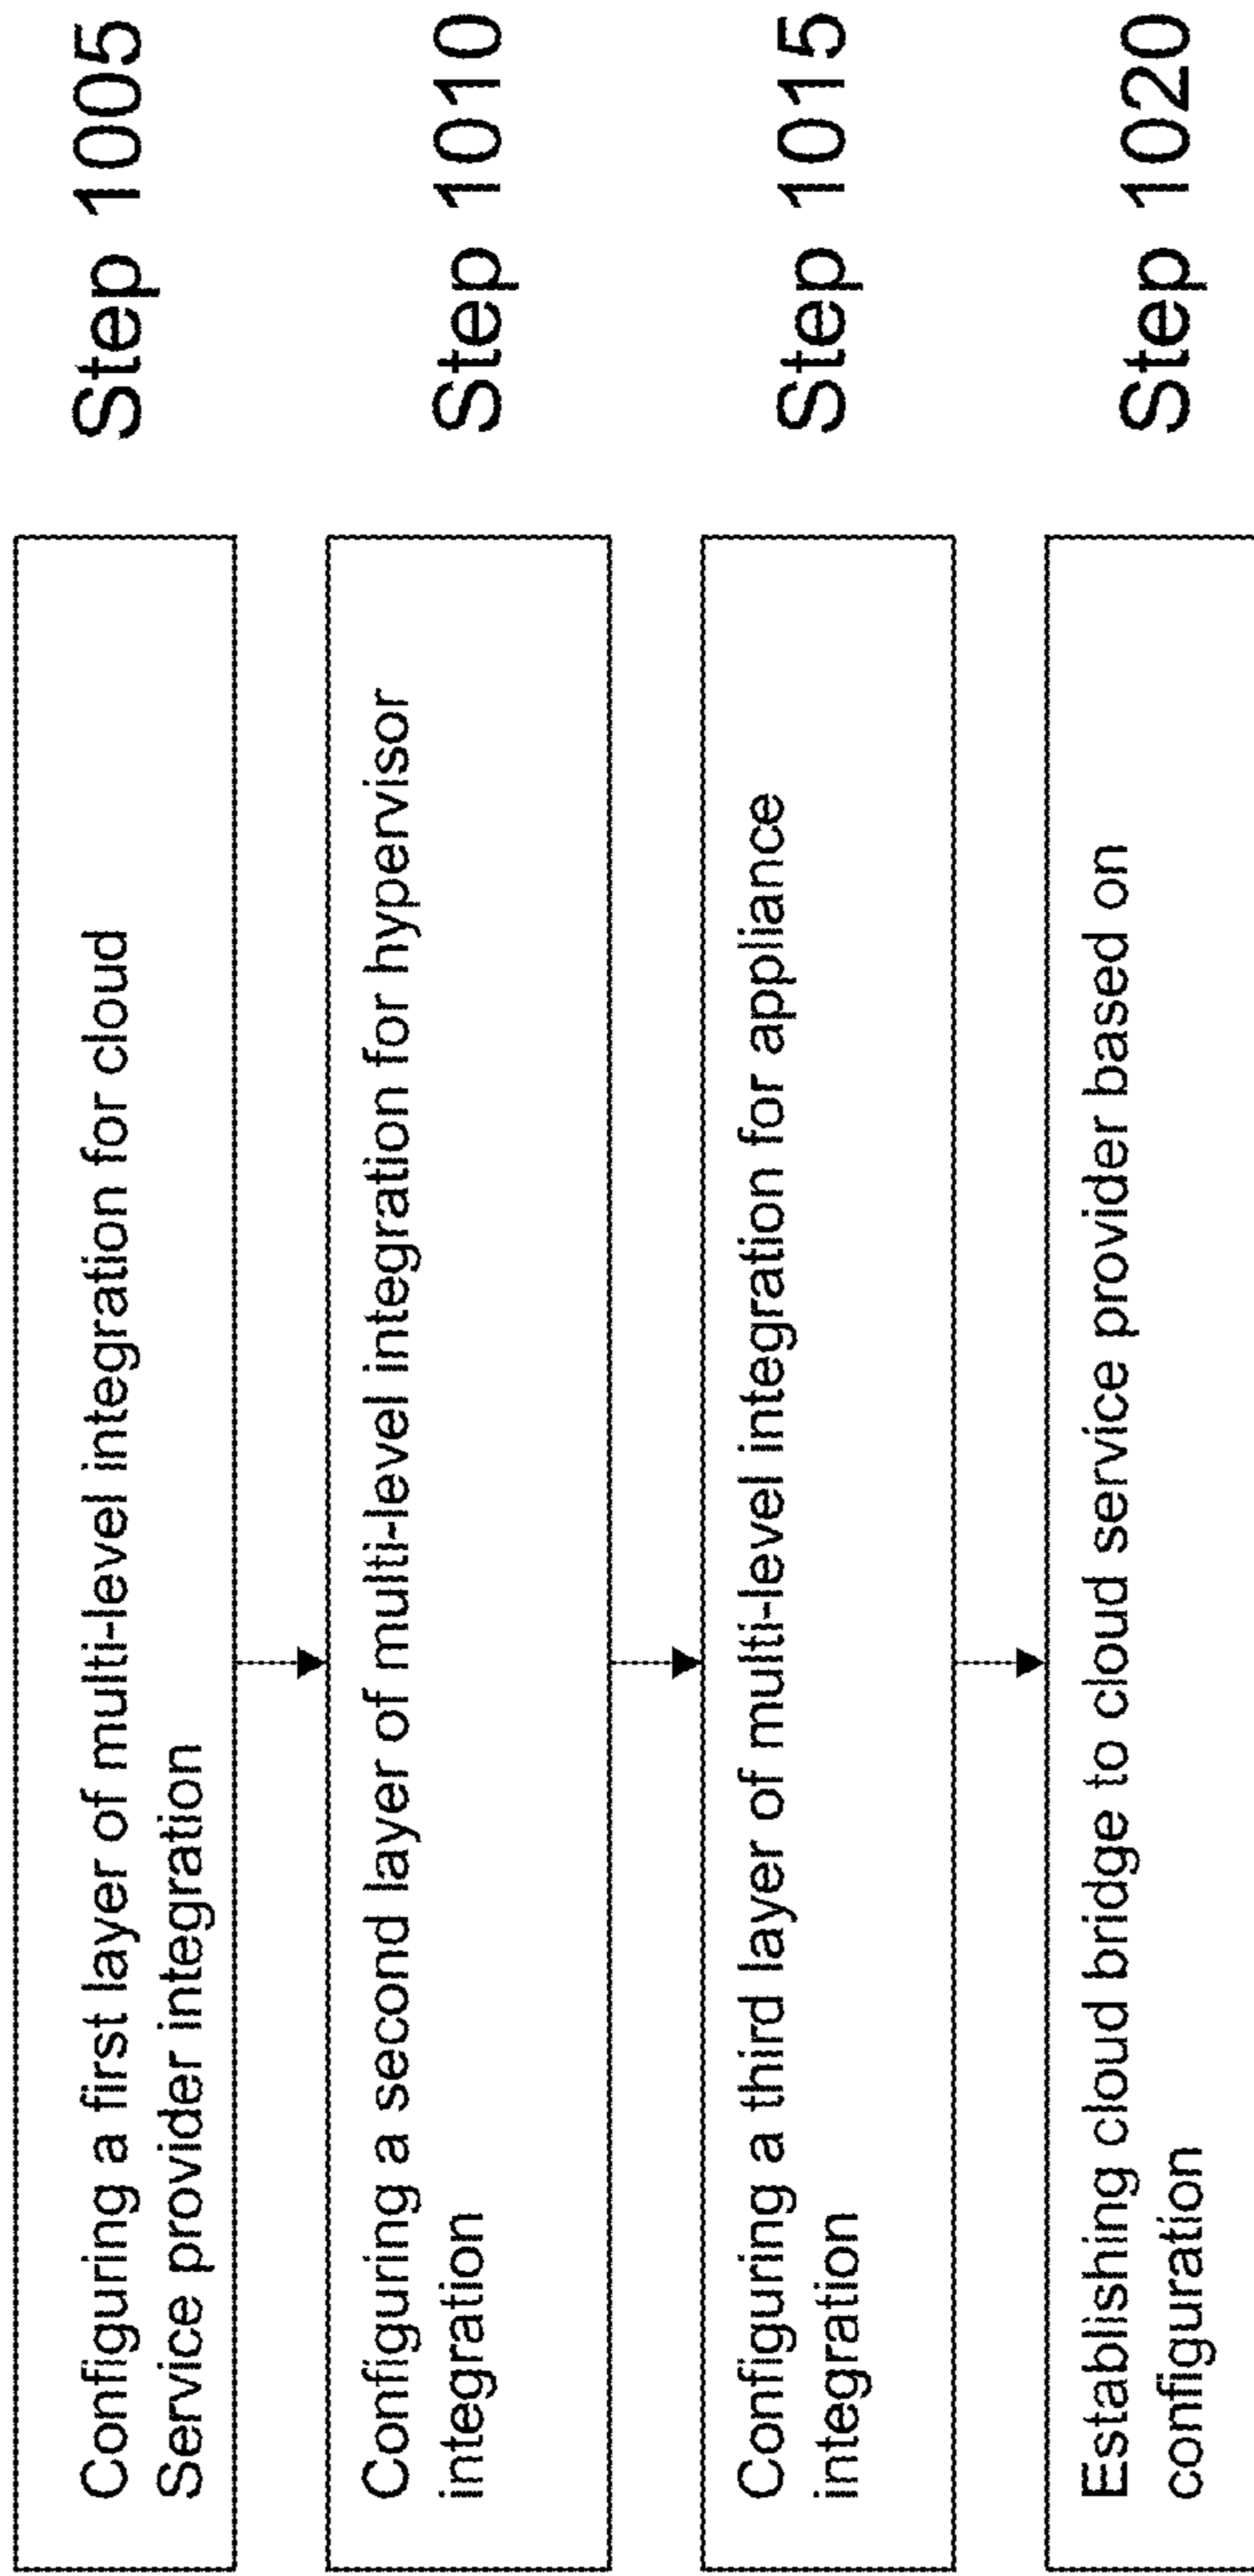 Configuring a first layer of multi-level integration for cloud
Service provider integration
Step 1005
Configuring a second layer of multi-level integration for hypervisor
integration
Step 1010
Configuring a third layer of multi-level integration for appliance
integration
Step 1015
Establishing cloud bridge to cloud service provider based on
configuration
Step 1020